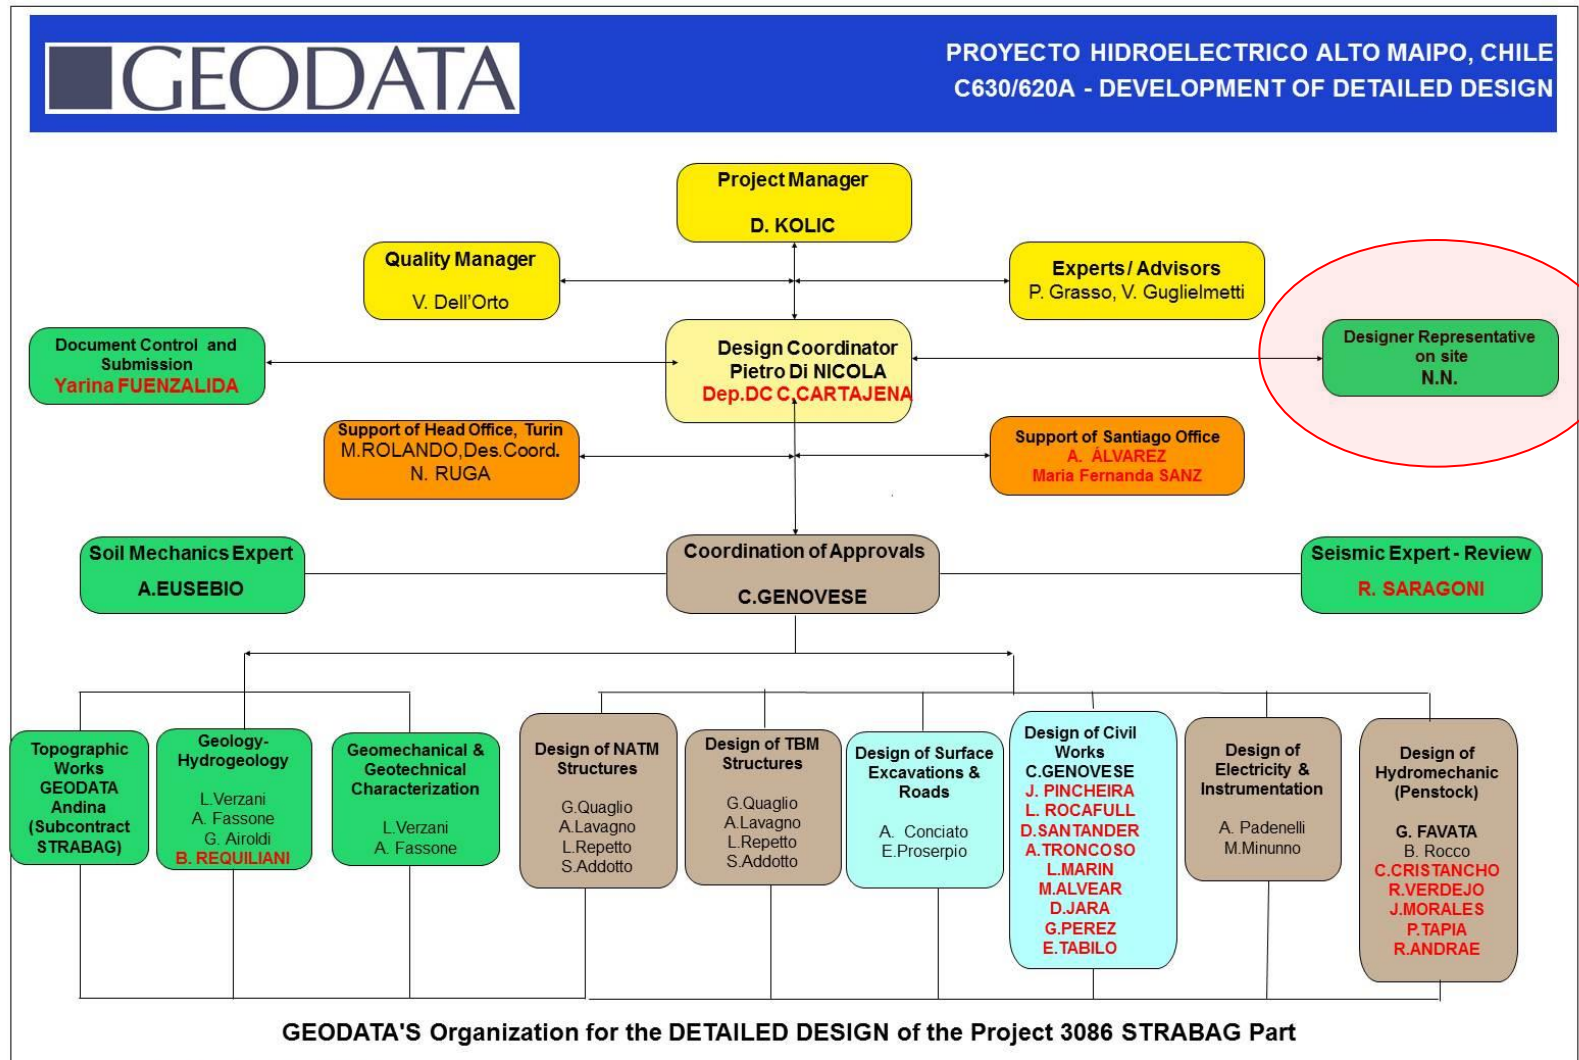 GEODATA
PROYECTO HIDROELECTRICO ALTO MAIPO, CHILE
C630/620A - DEVELOPMENT OF DETAILED DESIGN
Project Manager
D. KOLIC
Quality Manager
V. Dell'Orto
Experts/ Advisors
P. Grasso, V. Guglielmetti
Document Control and
Submission
Yarina FUENZALIDA
Design Coordinator
Pietro Di NICOLA
Dep.DC C.CARTAJENA
Designer Representative
on site
N.N.
Support of Head Office, Turin
M.ROLANDO,Des.Coord.
N. RUGA
Support of Santiago Office
A. ÁLVAREZ
Maria Fernanda SANZ
Soil Mechanics Expert
A.EUSEBIO
Coordination of Approvals
C.GENOVESE
Seismic Expert - Review
R. SARAGONI
Topographic
Works
GEODATA
Andina
(Subcontract
STRABAG)
Geology-
Hydrogeology
L.Verzani
A. Fassone
G. Airoldi
B. REQUILIANI
Geomechanical &
Geotechnical
Characterization
L.Verzani
A. Fassone
Design of NATM
Structures
G.Quaglio
A.Lavagno
L.Repetto
S.Addotto
Design of TBM
Structures
G.Quaglio
A.Lavagno
L.Repetto
S.Addotto
Design of Surface
Excavations &
Roads
A. Conciato
E.Proserpio
Design of Civil
Works
C.GENOVESE
J. PINCHEIRA
L. ROCAFULL
D.SANTANDER
A.TRONCOSO
L.MARIN
M.ALVEAR
D.JARA
G.PEREZ
E.TABILO
Design of
Electricity &
Instrumentation
A. Padenelli
M.Minunno
Design of
Hydromechanic
(Penstock)
G. FAVATA
B. Rocco
C.CRISTANCHO
R.VERDEJO
J.MORALES
P.TAPIA
R.ANDRAE
GEODATA'S Organization for the DETAILED DESIGN of the Project 3086 STRABAG Part